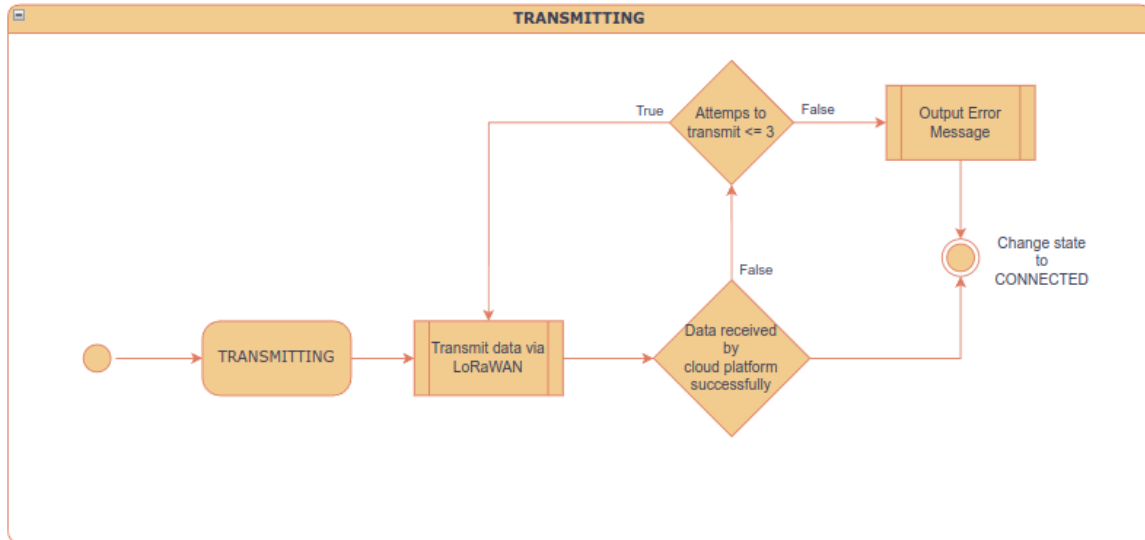 TRANSMITTING
True
Attemps to
transmit <= 3
False
Output Error
Message
Change state
to
CONNECTED
False
TRANSMITTING
Transmit data via
LoRaWAN
Data received
by
cloud platform
successfully